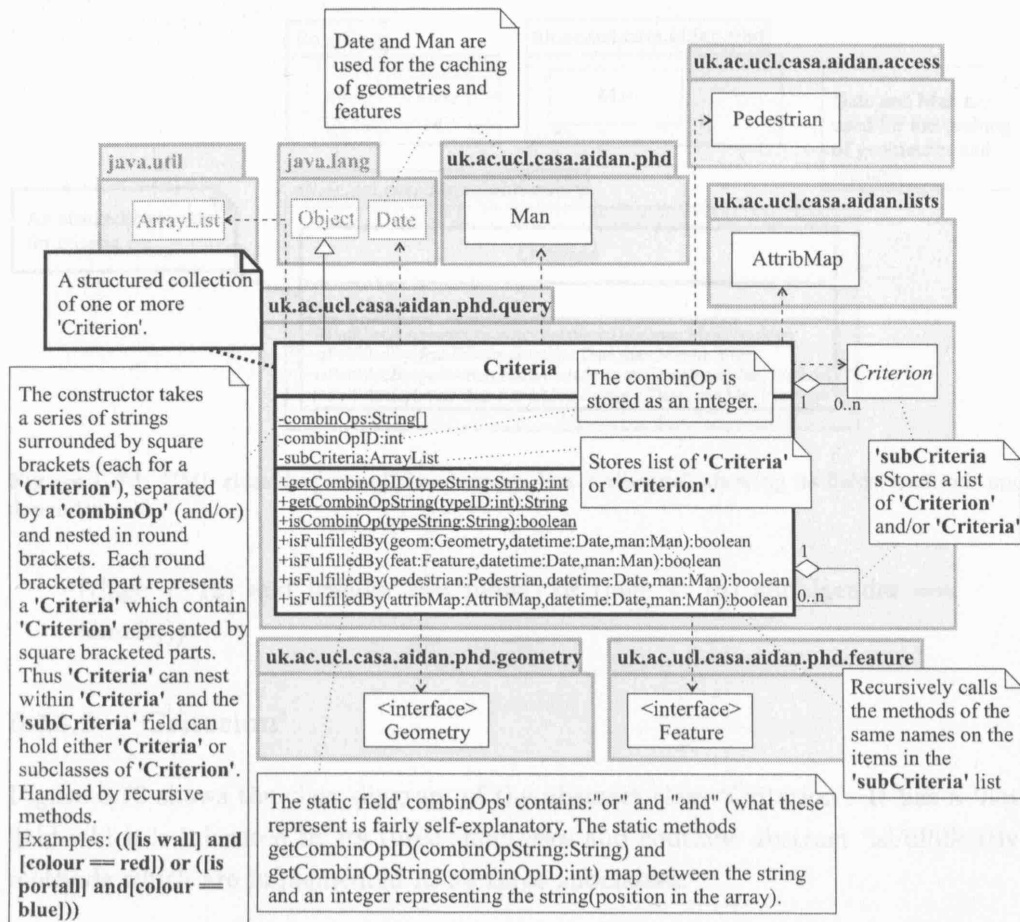 Date and Man are
used for the caching
of geometries and
features
uk.ac.ucl.casa.aidan.access
Pedestrian
java.util
ArrayList
java.lang
Object
Date
uk.ac.ucl.casa.aidan.phd
Man
uk.ac.ucl.casa.aidan.lists
AttribMap
A structured collection
of one or more
'Criterion'.
uk.ac.ucl.casa.aidan.phd.query
Criteria
-combinOps:String[]
-combinOpID:int
-subCriteria:ArrayList
+getCombinOpID(typeString:String):int
+getCombinOpString(typeID:int):String
+isCombinOp(typeString:String):boolean
+isFulfilledBy(geom:Geometry,datetime:Date,man:Man):boolean
+isFulfilledBy(feat:Feature,datetime:Date,man:Man):boolean
+isFulfilledBy(pedestrian:Pedestrian,datetime:Date,man:Man):boolean
+isFulfilledBy(attribMap:AttribMap,datetime:Date,man:Man):boolean
The combinOp is
stored as an integer.
Stores list of 'Criteria'
or 'Criterion'.
1
0..n
Criterion
1
0..n
'subCriteria
sStores a list
of 'Criterion'
and/or 'Criteria'
The constructor takes
a series of strings
surrounded by square
brackets (each for a
'Criterion'), separated
by a 'combinOp' (and/or)
and nested in round
brackets. Each round
bracketed part represents
a 'Criteria' which contain
'Criterion' represented by
square bracketed parts.
Thus 'Criteria' can nest
within 'Criteria' and the
'subCriteria' field can
hold either 'Criteria' or
subclasses of 'Criterion'.
Handled by recursive
methods.
Examples: (([is wall] and
[colour == red]) or ([is
portall] and[colour ==
blue]))
uk.ac.ucl.casa.aidan.phd.geometry
<interface>
Geometry
uk.ac.ucl.casa.aidan.phd.feature
<interface>
Feature
Recursively calls
the methods of the
same names on the
items in the
'subCriteria' list
The static field' combinOps' contains:"or" and "and" (what these
represent is fairly self-explanatory. The static methods
getCombinOpID(combinOpString:String) and
getCombinOpString(combinOpID:int) map between the string
and an integer representing the string(position in the array).